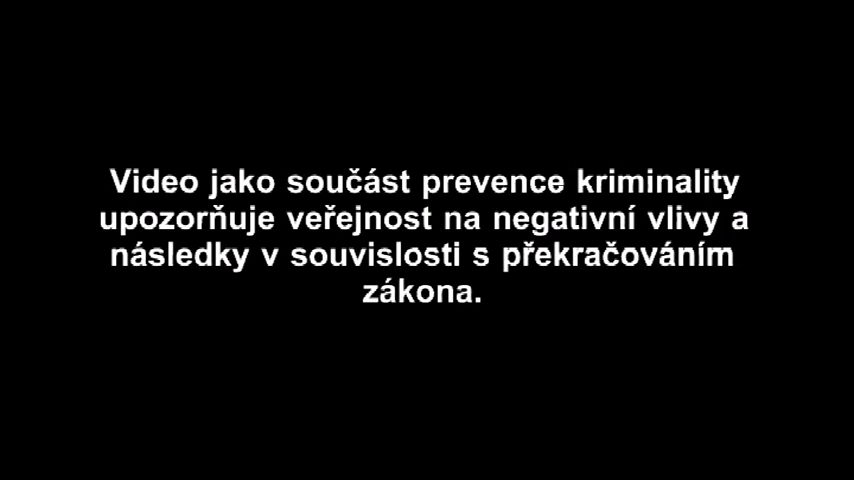 Video jako součást prevence kriminality
upozorňuje veřejnost na negativní vlivy a
následky v souvislosti s překračováním
zákona.